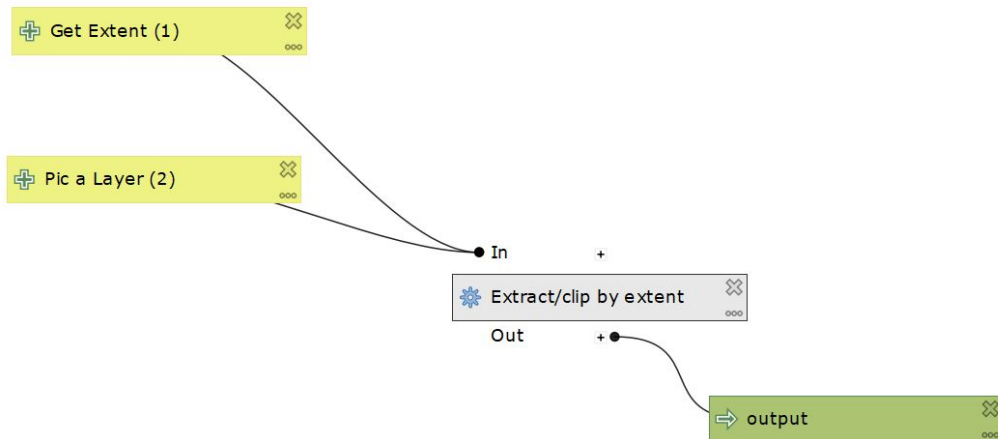 Get Extent (1)
Pic a Layer (2)
In +
Extract/clip by extent
Out +
output